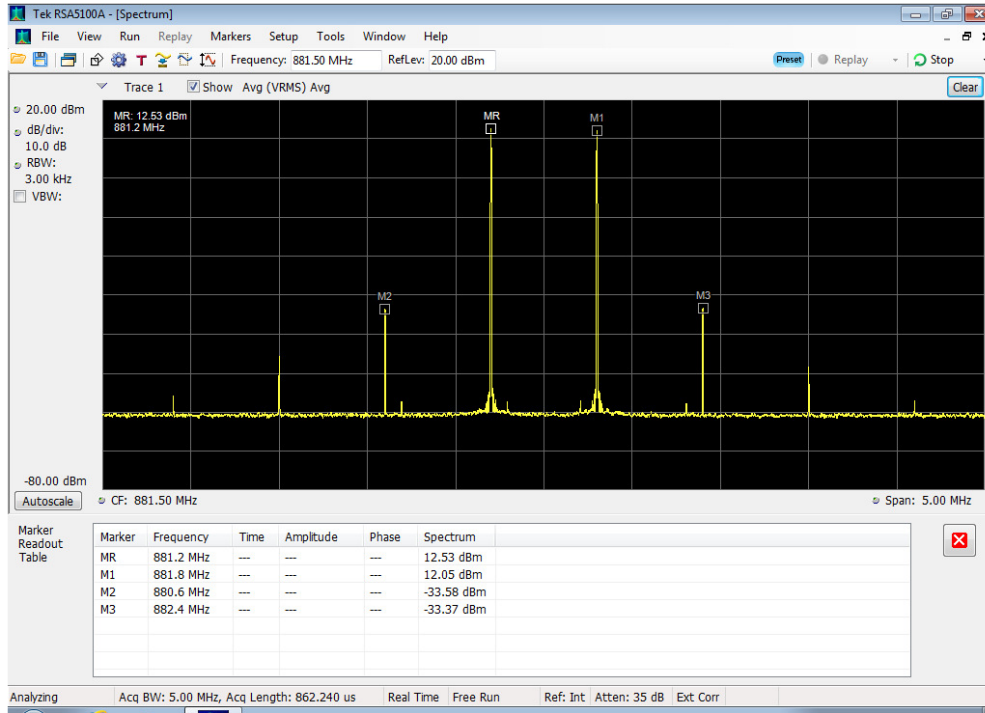 Tek RSA5100A - [Spectrum]
File View Run Replay Markers Setup Tools Window Help
T Frequency: 881.50 MHz RefLev: 20.00 dBm Preset Replay Stop
Trace 1 Show Avg (VRMS) Avg Clear
20.00 dBm
dB/div:
10.0 dB
RBW:
3.00 kHz
VBW:
MR: 12.53 dBm
881.2 MHz
MR
M1
M2
M3
-80.00 dBm
Autoscale CF: 881.50 MHz Span: 5.00 MHz
Marker
Readout
Table
Marker Frequency Time Amplitude Phase Spectrum
MR 881.2 MHz --- --- --- 12.53 dBm
M1 881.8 MHz --- --- --- 12.05 dBm
M2 880.6 MHz --- --- --- -33.58 dBm
M3 882.4 MHz --- --- --- -33.37 dBm
Analyzing Acq BW: 5.00 MHz, Acq Length: 862.240 us Real Time Free Run Ref: Int Atten: 35 dB Ext Corr